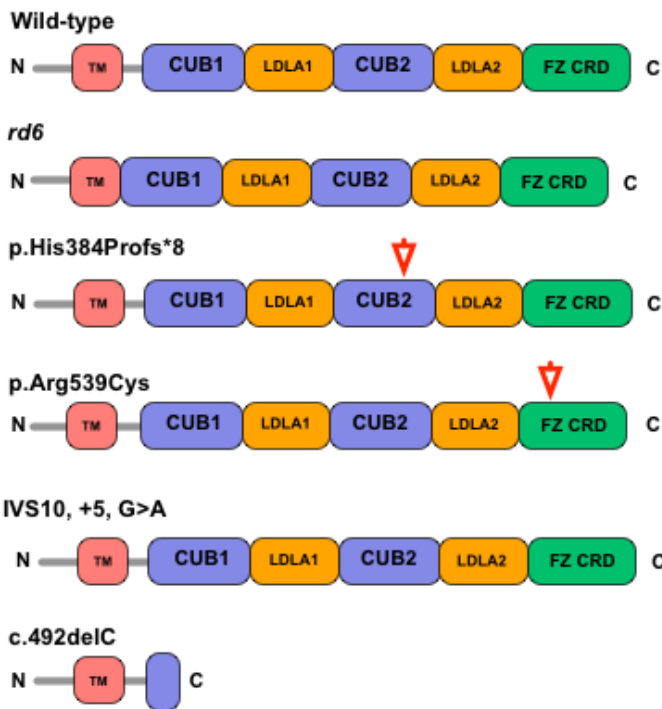 Wild-type
N TM CUB1 LDLA1 CUB2 LDLA2 FZ CRD C
rd6
N TM CUB1 LDLA1 CUB2 LDLA2 FZ CRD C
p.His384Profs*8
N TM CUB1 LDLA1 CUB2 LDLA2 FZ CRD C
p.Arg539Cys
N TM CUB1 LDLA1 CUB2 LDLA2 FZ CRD C
IVS10, +5, G>A
N TM CUB1 LDLA1 CUB2 LDLA2 FZ CRD C
c.492delC
N TM C